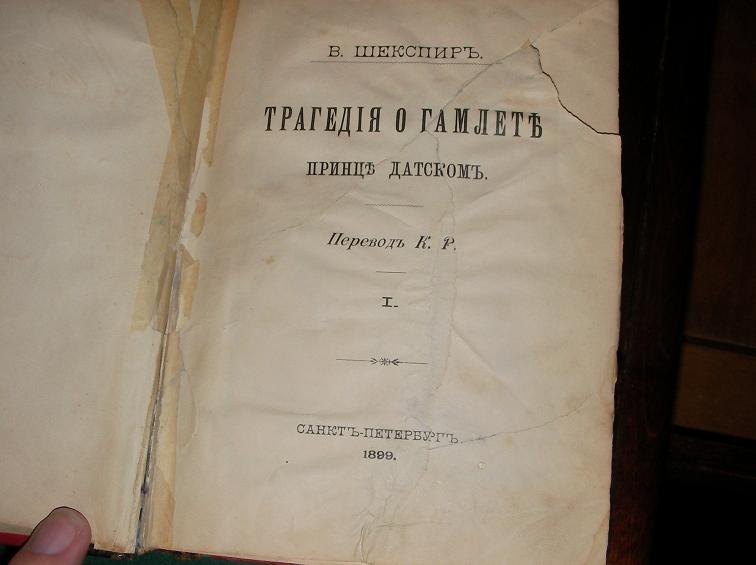 В. ШЕКСПИРЪ.
ТРАГЕДІЯ О ГАМЛЕТѢ
ПРИНЦѢ ДАТСКОМЪ.
Переводъ К. Р.
I.
САНКТЪ-ПЕТЕРБУРГЪ.
1899.